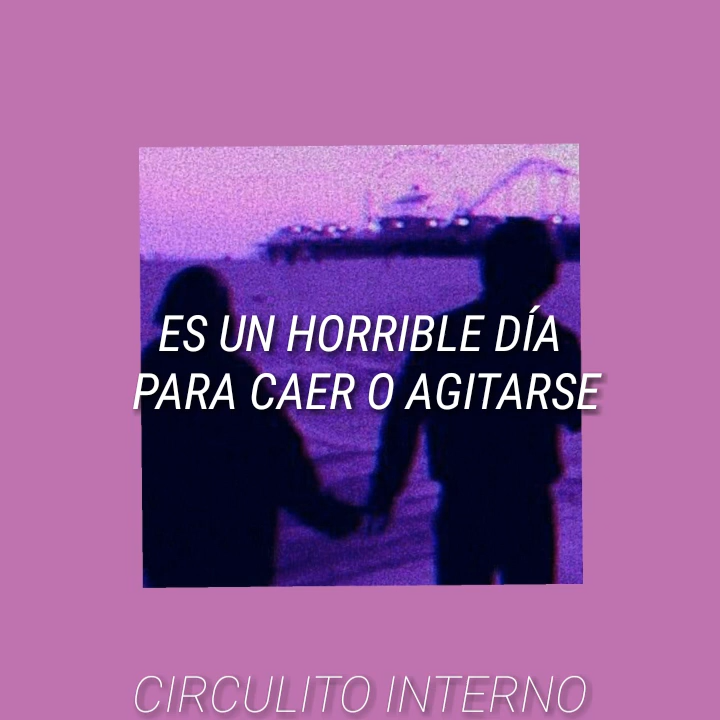 ES UN HORRIBLE DÍA
PARA CAER O AGITARSE
CIRCULITO INTERNO